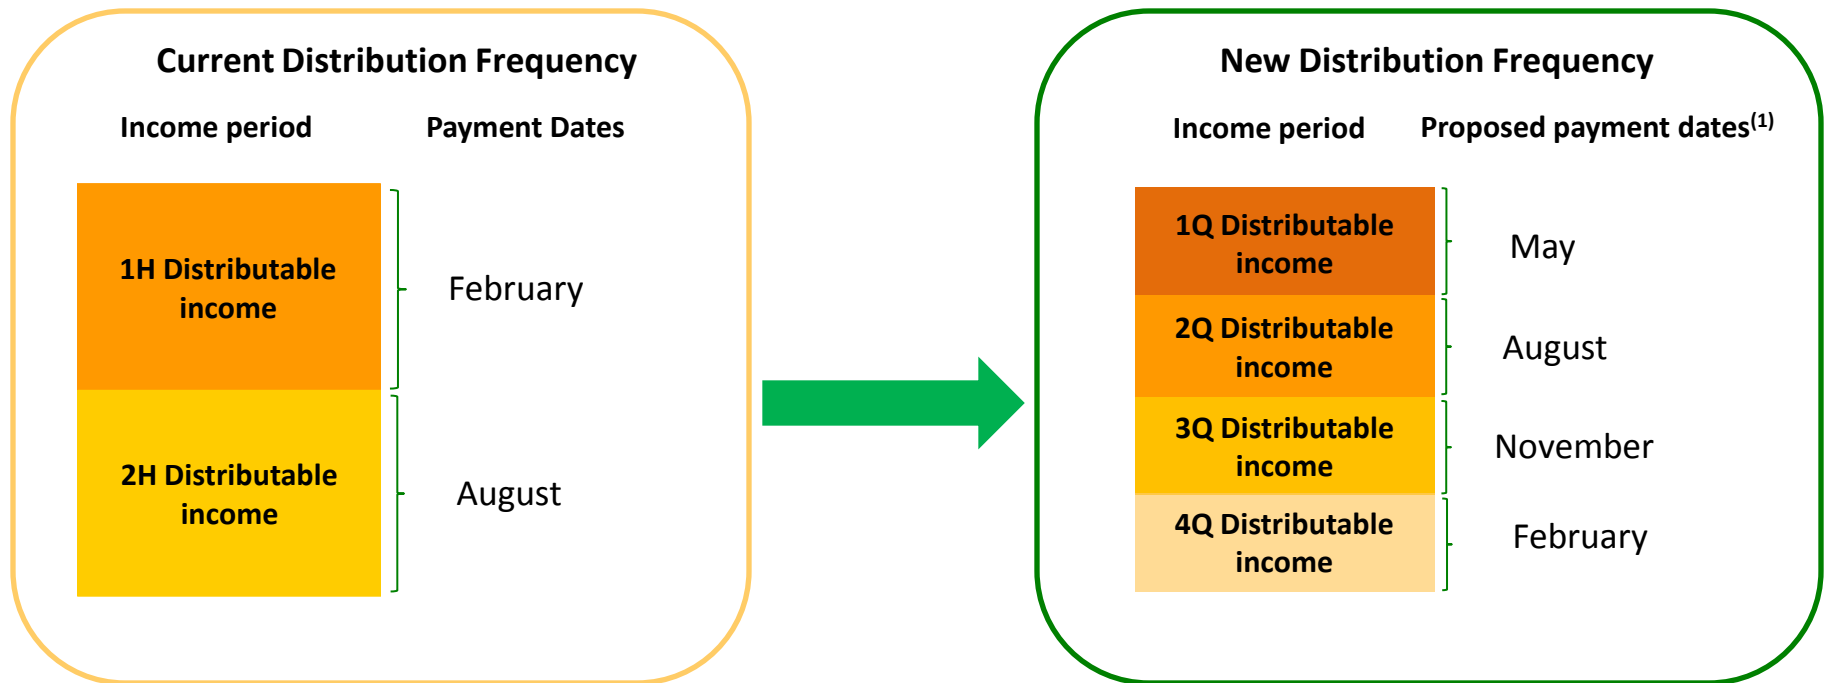 Current Distribution Frequency
Income period
Payment Dates
1H Distributable
income
February
2H Distributable
income
August
New Distribution Frequency
Income period
Proposed payment dates(1)
1Q Distributable
income
May
2Q Distributable
income
August
3Q Distributable
income
November
4Q Distributable
income
February